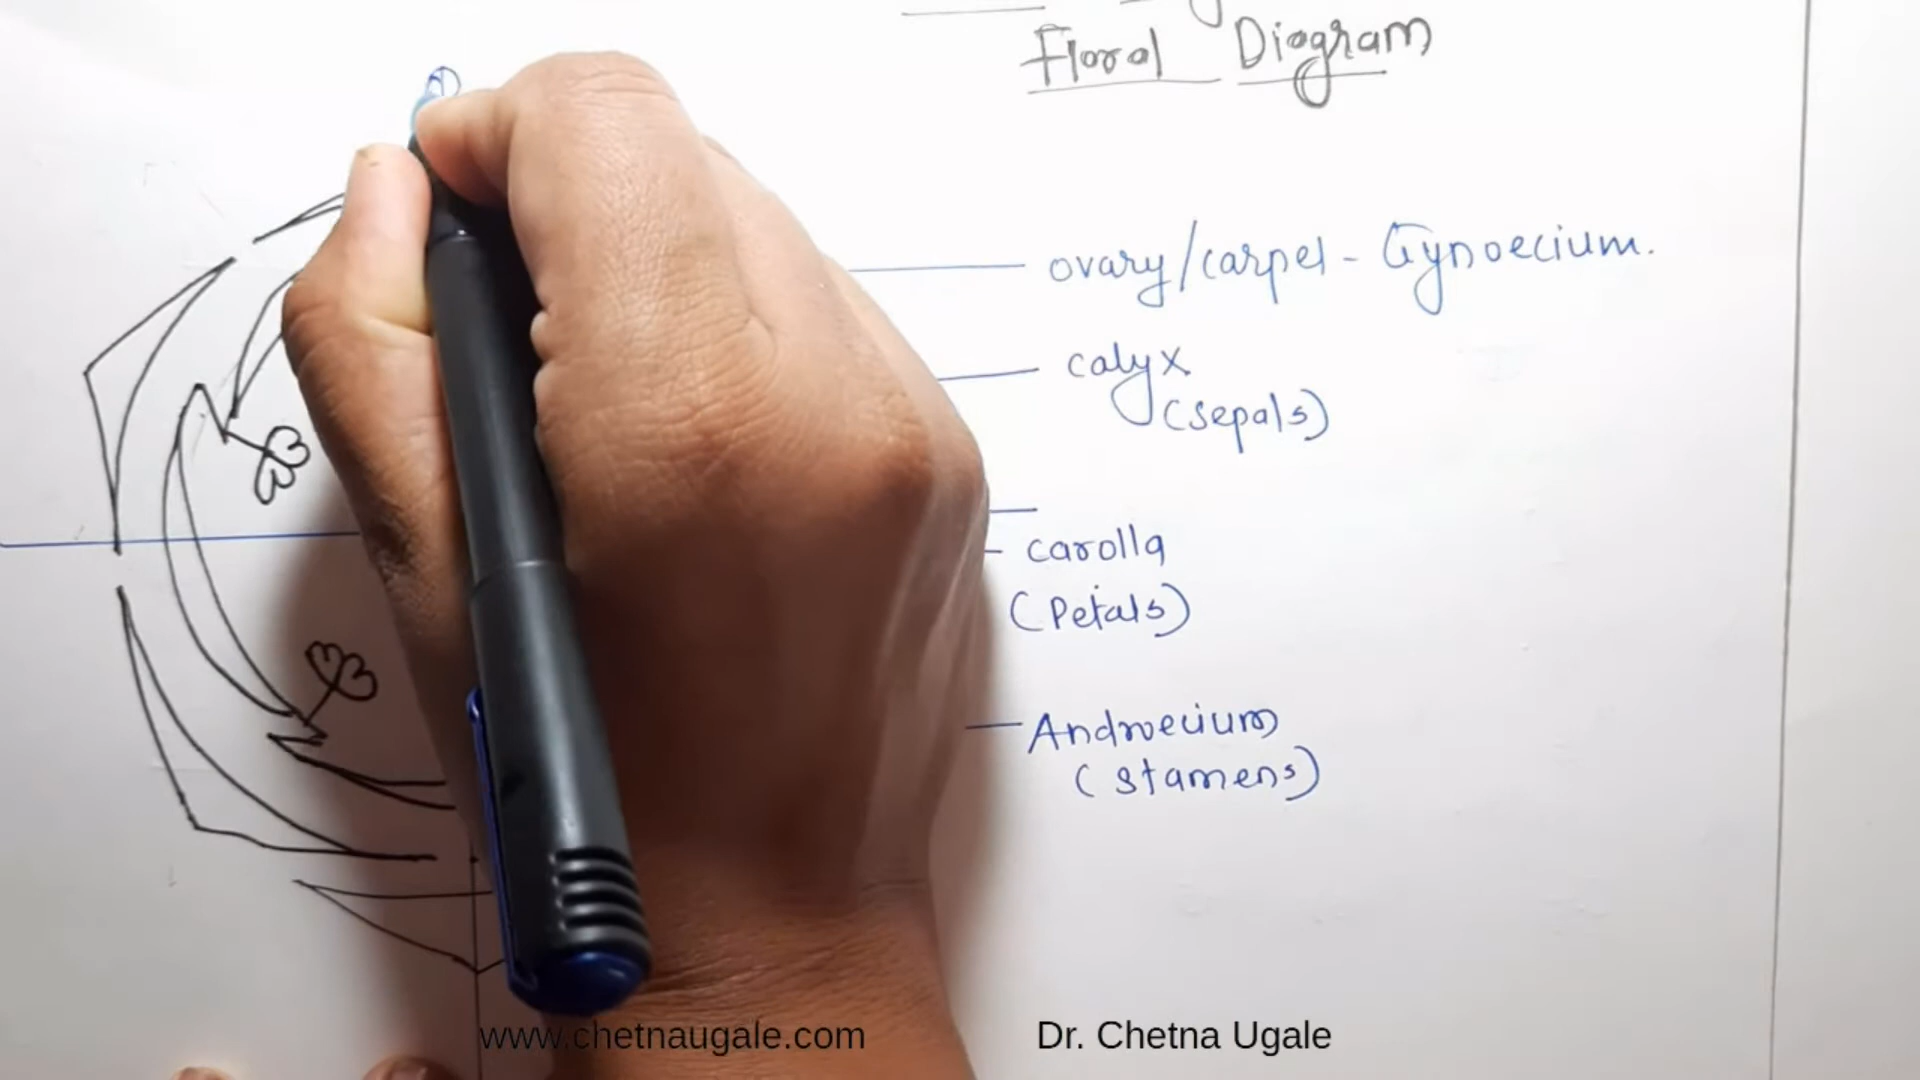 Floral Diagram
ovary/carpel - Gynoecium.
calyx
(sepals)
carolla
(Petals)
Androecium
(stamens)
www.chetnaugale.com
Dr. Chetna Ugale